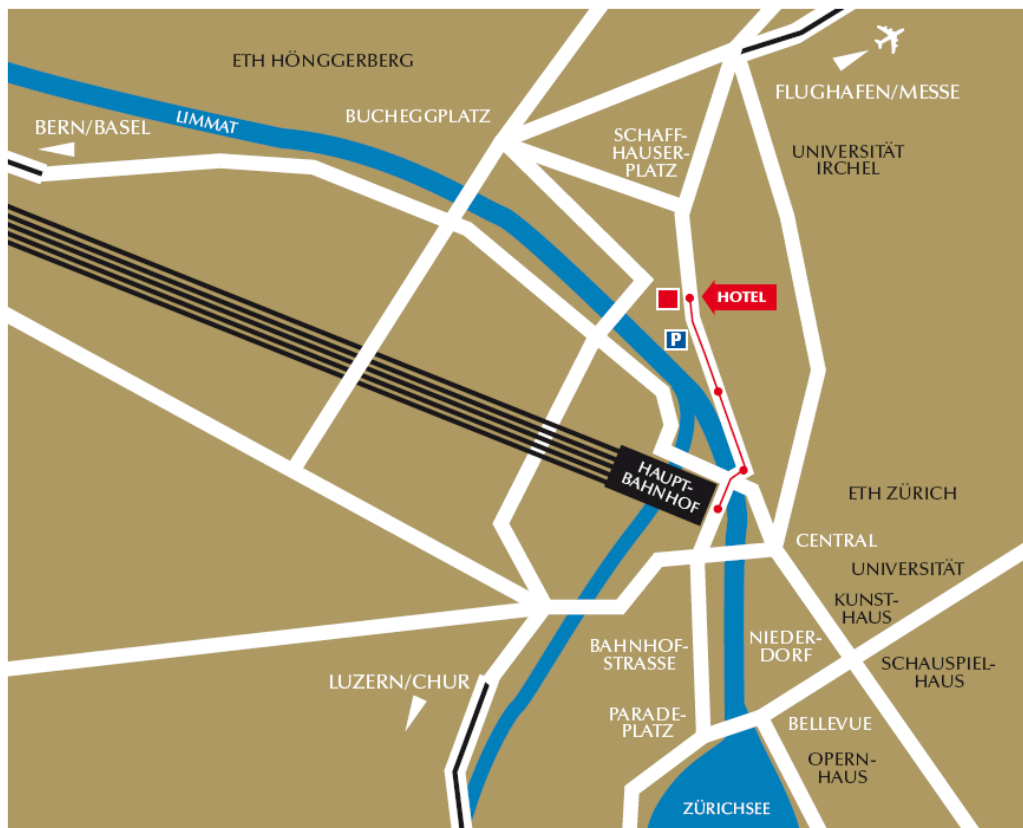 ETH HÖNGGERBERG
FLUGHAFEN/MESSE
LIMMAT
BUCHEGGPLATZ
BERN/BASEL
SCHAFF-
HAUSER-
PLATZ
UNIVERSITÄT
IRCHEL
HOTEL
P
HAUPT-
BAHNHOF
ETH ZÜRICH
CENTRAL
UNIVERSITÄT
KUNST-
HAUS
BAHNHOF-
STRASSE
NIEDER-
DORF
SCHAUSPIEL-
HAUS
LUZERN/CHUR
PARADE-
PLATZ
BELLEVUE
OPERN-
HAUS
ZÜRICHSEE